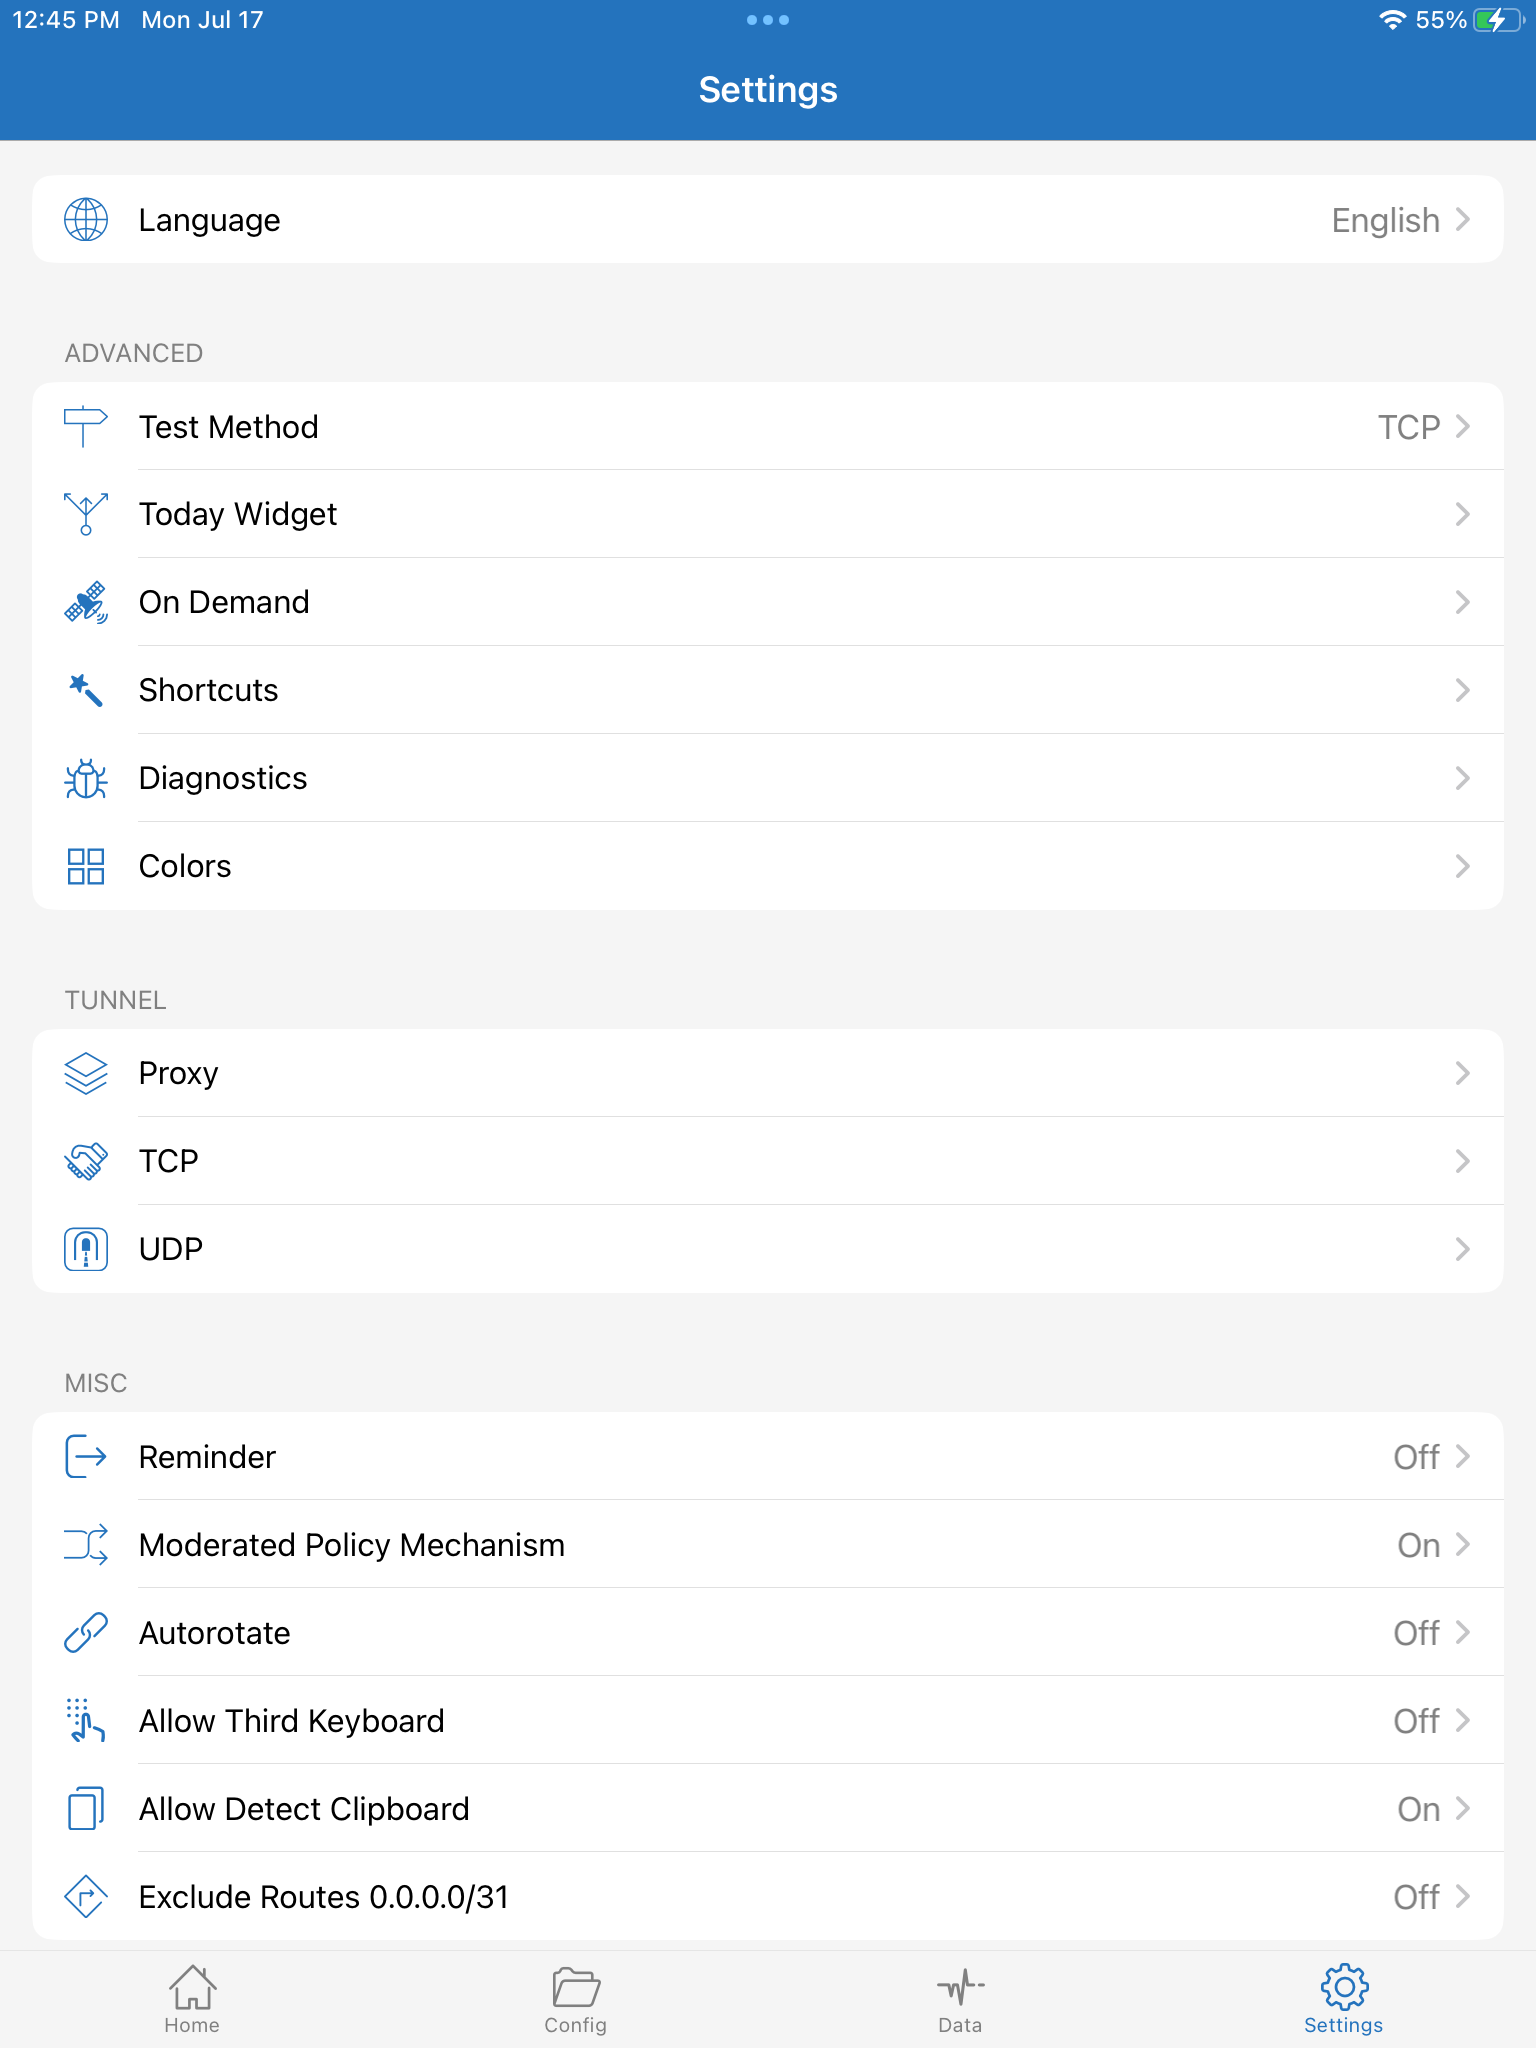 12:45 PM Mon Jul 17 55%
Settings
Language English
ADVANCED
Test Method TCP
Today Widget
On Demand
Shortcuts
Diagnostics
Colors
TUNNEL
Proxy
TCP
UDP
MISC
Reminder Off
Moderated Policy Mechanism On
Autorotate Off
Allow Third Keyboard Off
Allow Detect Clipboard On
Exclude Routes 0.0.0.0/31 Off
Home Config Data Settings